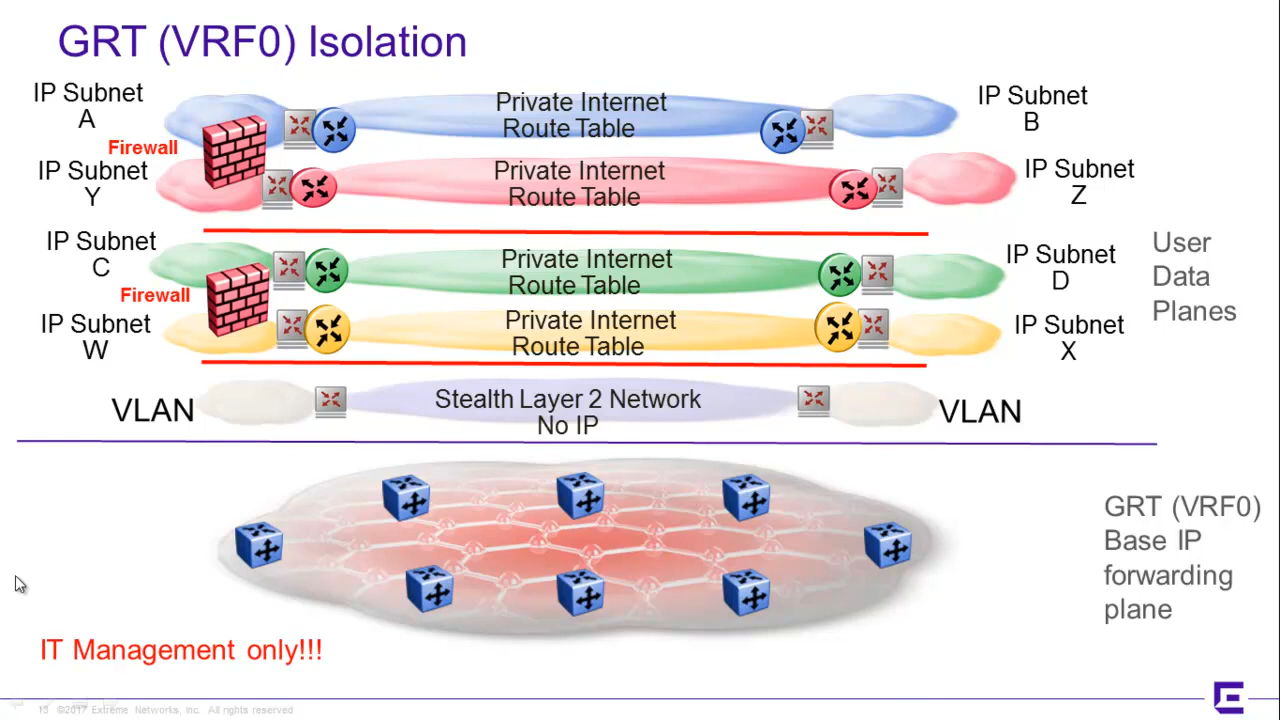 GRT (VRF0) Isolation
IP Subnet
A
Private Internet
Route Table
IP Subnet
B
Firewall
IP Subnet
Y
Private Internet
Route Table
IP Subnet
Z
IP Subnet
C
Private Internet
Route Table
IP Subnet
D
User
Data
Planes
Firewall
IP Subnet
W
Private Internet
Route Table
IP Subnet
X
VLAN
Stealth Layer 2 Network
No IP
VLAN
GRT (VRF0)
Base IP
forwarding
plane
IT Management only!!!
13 ©2017 Extreme Networks, Inc. All rights reserved